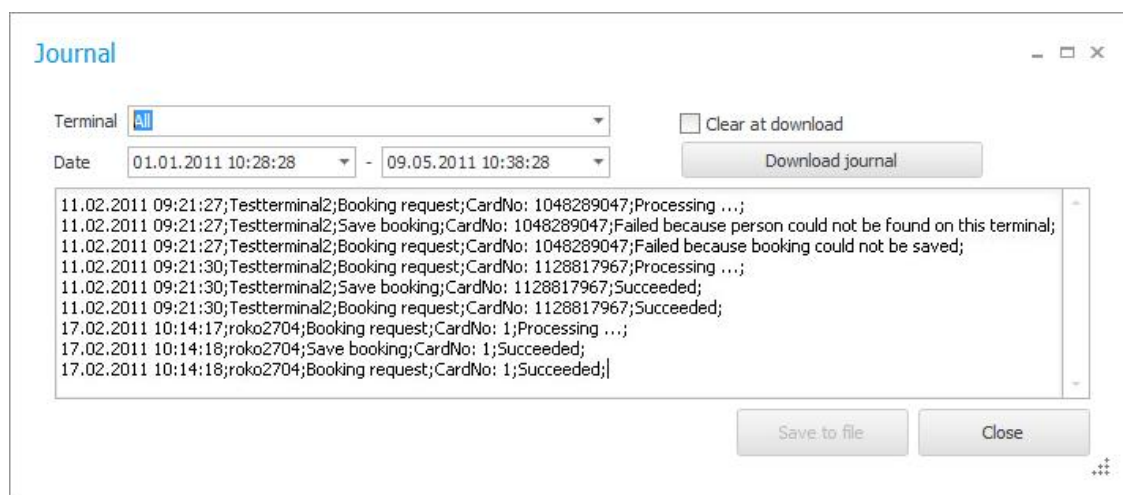 Journal
Terminal All
Clear at download
Date 01.01.2011 10:28:28 - 09.05.2011 10:38:28
Download journal
11.02.2011 09:21:27;Testterminal2;Booking request;CardNo: 1048289047;Processing ...;
11.02.2011 09:21:27;Testterminal2;Save booking;CardNo: 1048289047;Failed because person could not be found on this terminal;
11.02.2011 09:21:27;Testterminal2;Booking request;CardNo: 1048289047;Failed because booking could not be saved;
11.02.2011 09:21:30;Testterminal2;Booking request;CardNo: 1128817967;Processing ...;
11.02.2011 09:21:30;Testterminal2;Save booking;CardNo: 1128817967;Succeeded;
11.02.2011 09:21:30;Testterminal2;Booking request;CardNo: 1128817967;Succeeded;
17.02.2011 10:14:17;roko2704;Booking request;CardNo: 1;Processing ...;
17.02.2011 10:14:18;roko2704;Save booking;CardNo: 1;Succeeded;
17.02.2011 10:14:18;roko2704;Booking request;CardNo: 1;Succeeded;
Save to file
Close